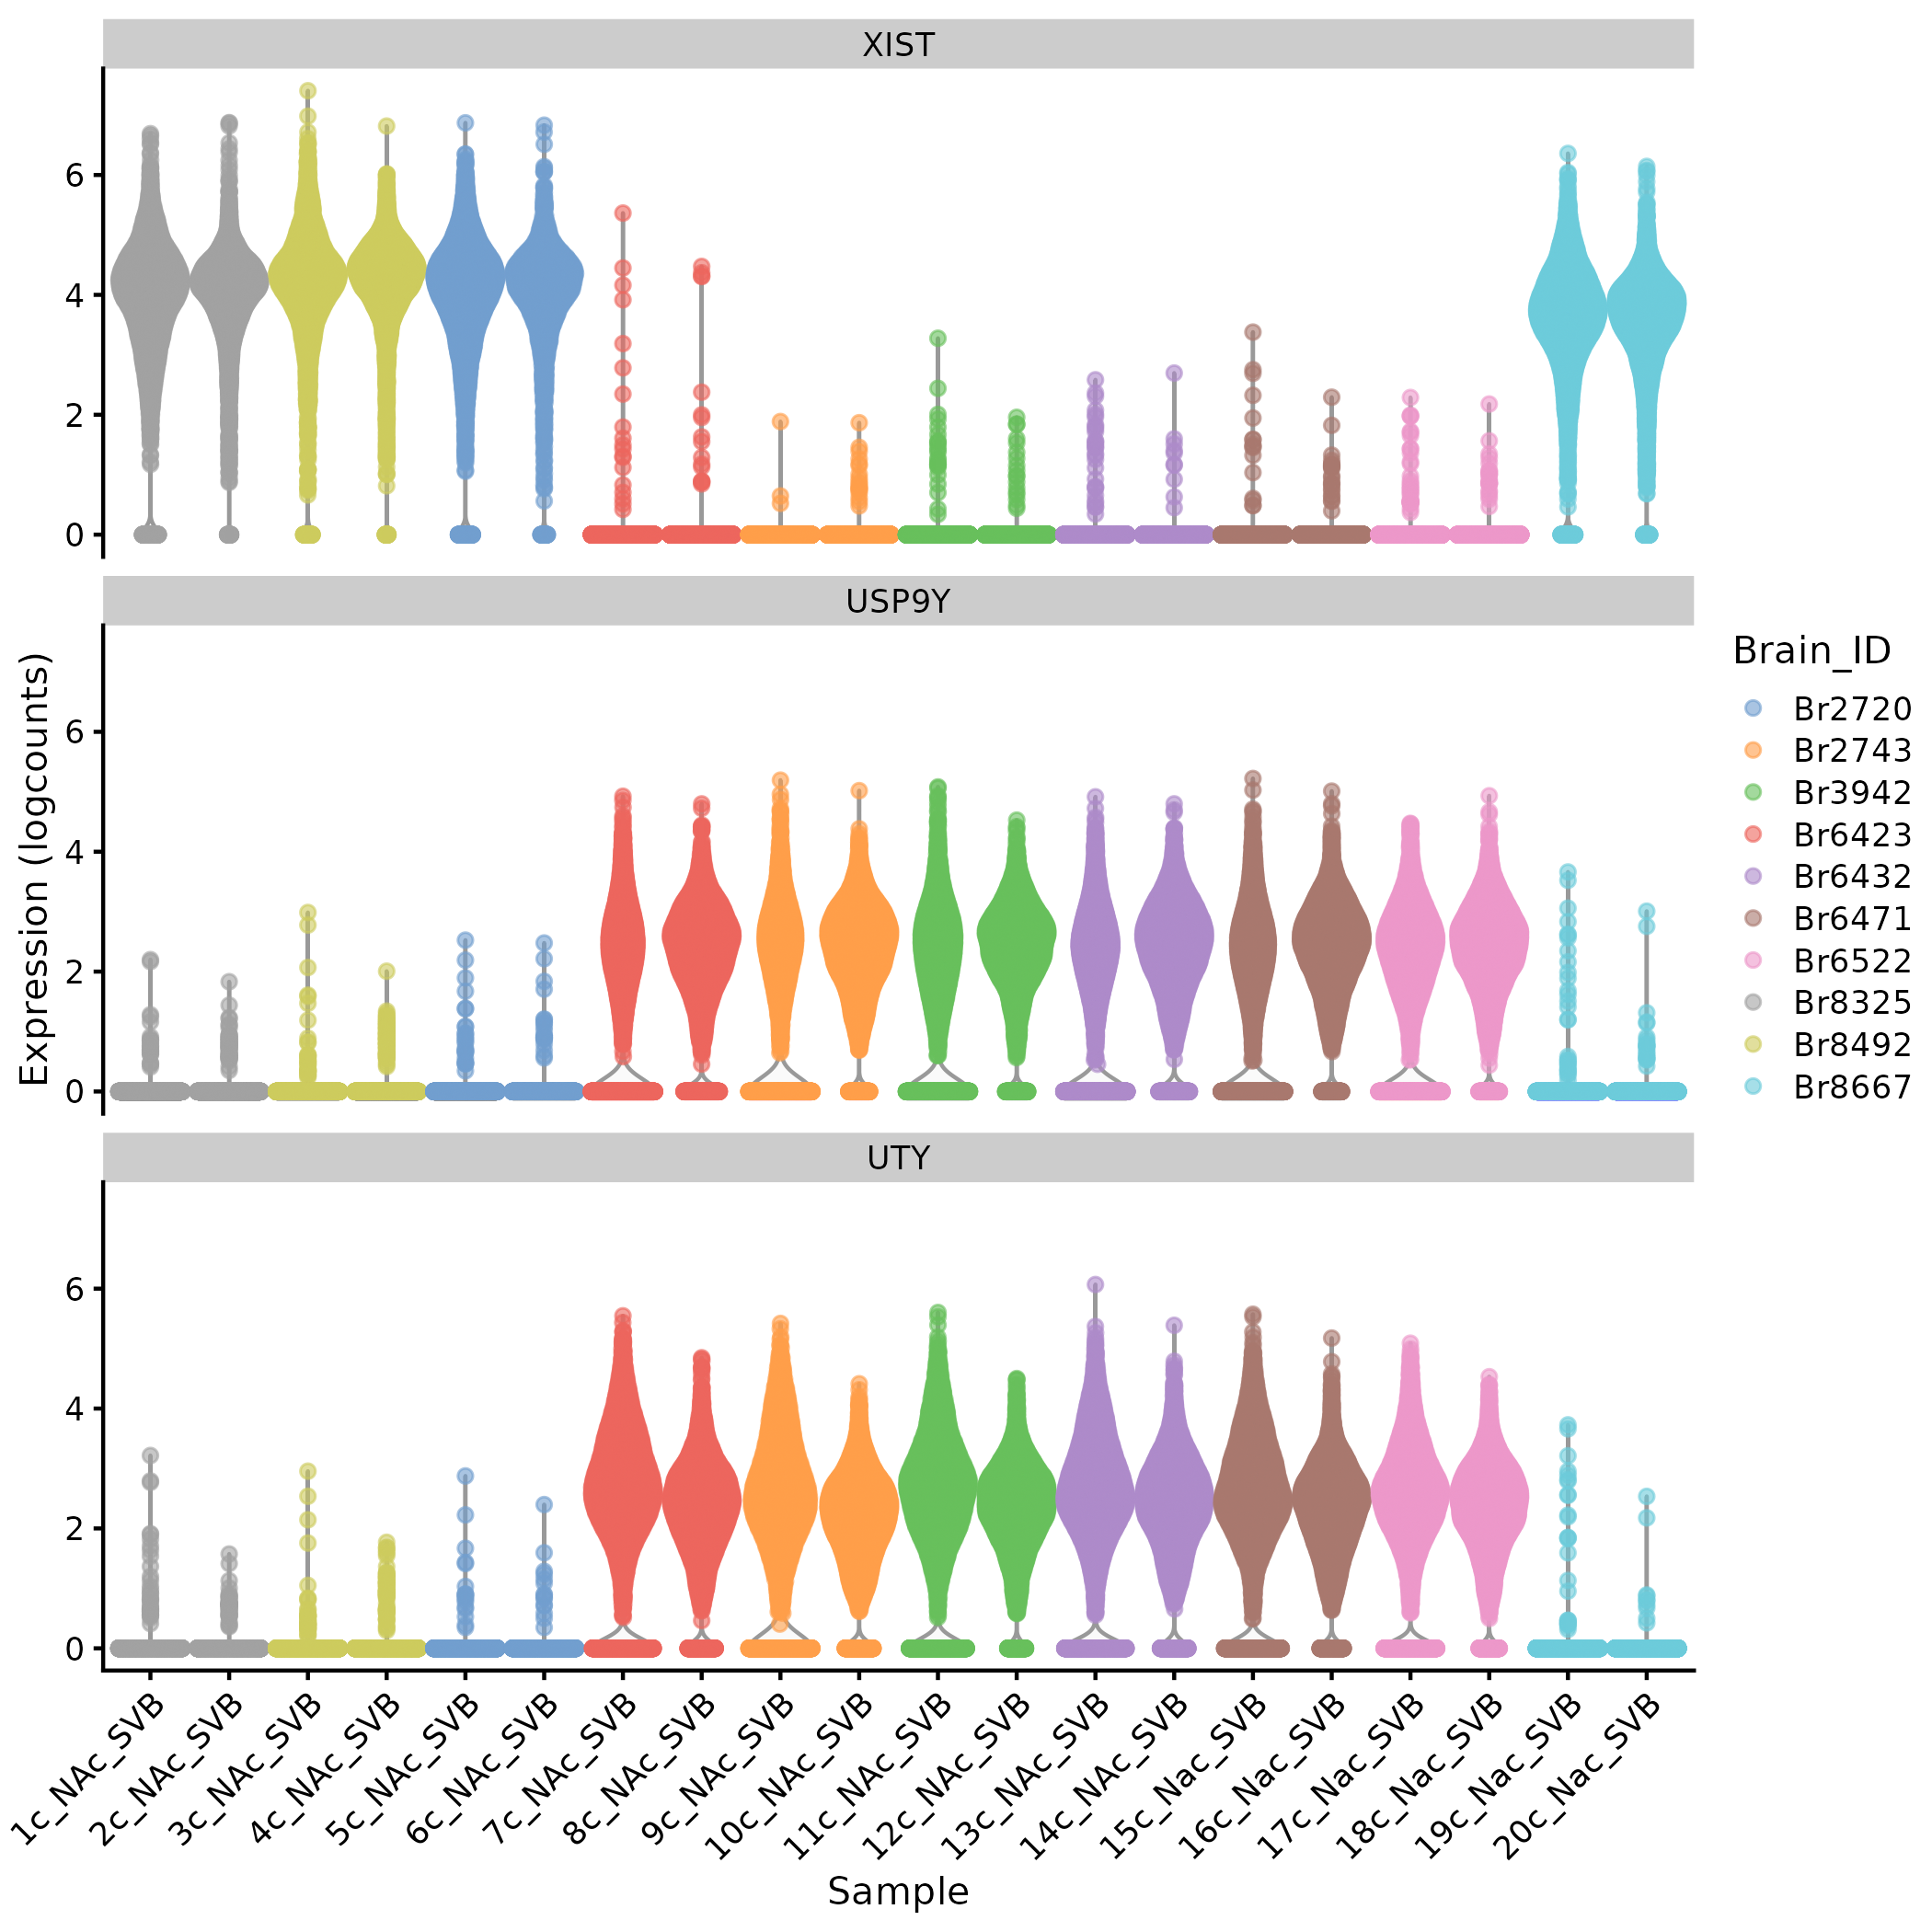 XIST
6
4
2
0
USP9Y
6
4
2
0
UTY
6
4
2
0
Expression (logcounts)
1c_NAc_SVB
2c_NAc_SVB
3c_NAc_SVB
4c_NAc_SVB
5c_NAc_SVB
6c_NAc_SVB
7c_NAc_SVB
8c_NAc_SVB
9c_NAc_SVB
10c_NAc_SVB
11c_NAc_SVB
12c_NAc_SVB
13c_NAc_SVB
14c_NAc_SVB
15c_Nac_SVB
16c_Nac_SVB
17c_Nac_SVB
18c_Nac_SVB
19c_Nac_SVB
20c_Nac_SVB
Sample
Brain_ID
Br2720
Br2743
Br3942
Br6423
Br6432
Br6471
Br6522
Br8325
Br8492
Br8667